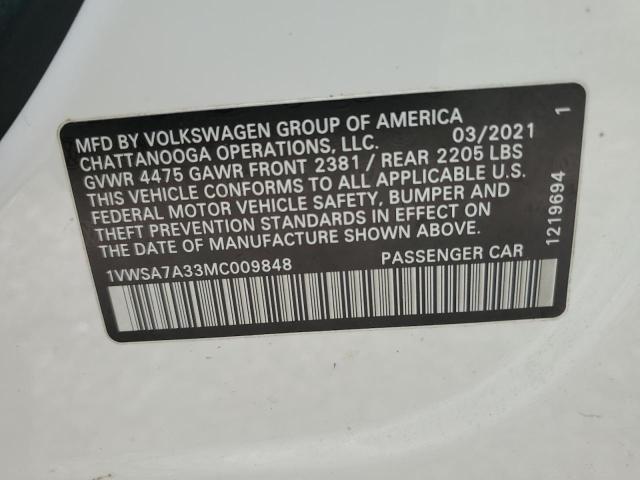 MFD BY VOLKSWAGEN GROUP OF AMERICA
CHATTANOOGA OPERATIONS, LLC. 03/2021
GVWR 4475 GAWR FRONT 2381 / REAR 2205 LBS
THIS VEHICLE CONFORMS TO ALL APPLICABLE U.S.
FEDERAL MOTOR VEHICLE SAFETY, BUMPER AND
THEFT PREVENTION STANDARDS IN EFFECT ON
THE DATE OF MANUFACTURE SHOWN ABOVE.
1VWSA7A33MC009848 PASSENGER CAR
1219694 1